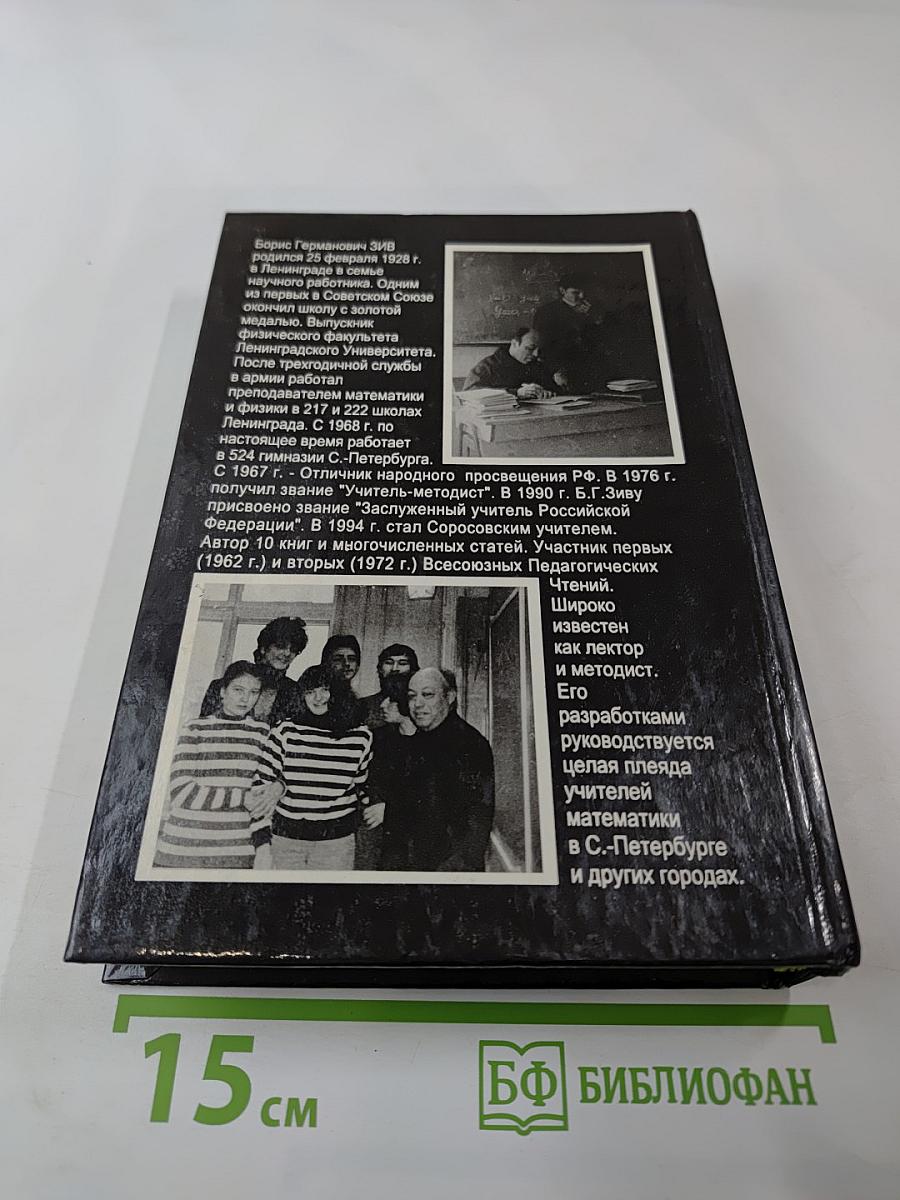 Борис Германович ЗИВ
родился 25 февраля 1928 г.
в Ленинграде в семье
научного работника. Одним
из первых в Советском Союзе
окончил школу с золотой
медалью. Выпускник
физического факультета
Ленинградского Университета.
После трехгодичной службы
в армии работал
преподавателем математики
и физики в 217 и 222 школах
Ленинграда. С 1968 г. по
настоящее время работает
в 524 гимназии С.-Петербурга.
С 1967 г. - Отличник народного просвещения РФ. В 1976 г.
получил звание "Учитель-методист". В 1990 г. Б.Г.Зиву
присвоено звание "Заслуженный учитель Российской
Федерации". В 1994 г. стал Соросовским учителем.
Автор 10 книг и многочисленных статей. Участник первых
(1962 г.) и вторых (1972 г.) Всесоюзных Педагогических
Чтений.
Широко
известен
как лектор
и методист.
Его
разработками
руководствуется
целая плеяда
учителей
математики
в С.-Петербурге
и других городах.
15 см
БФ БИБЛИОФАН